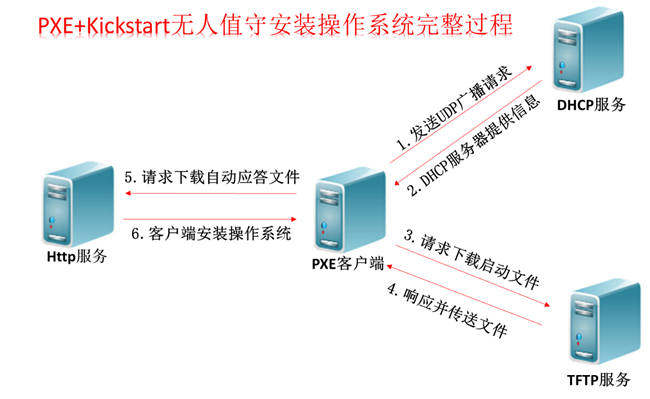 PXE+Kickstart无人值守安装操作系统完整过程
DHCP服务
1.发送UDP广播请求
2.DHCP服务器提供信息
5.请求下载自动应答文件
6.客户端安装操作系统
Http服务
PXE客户端
3.请求下载启动文件
4.响应并传送文件
TFTP服务